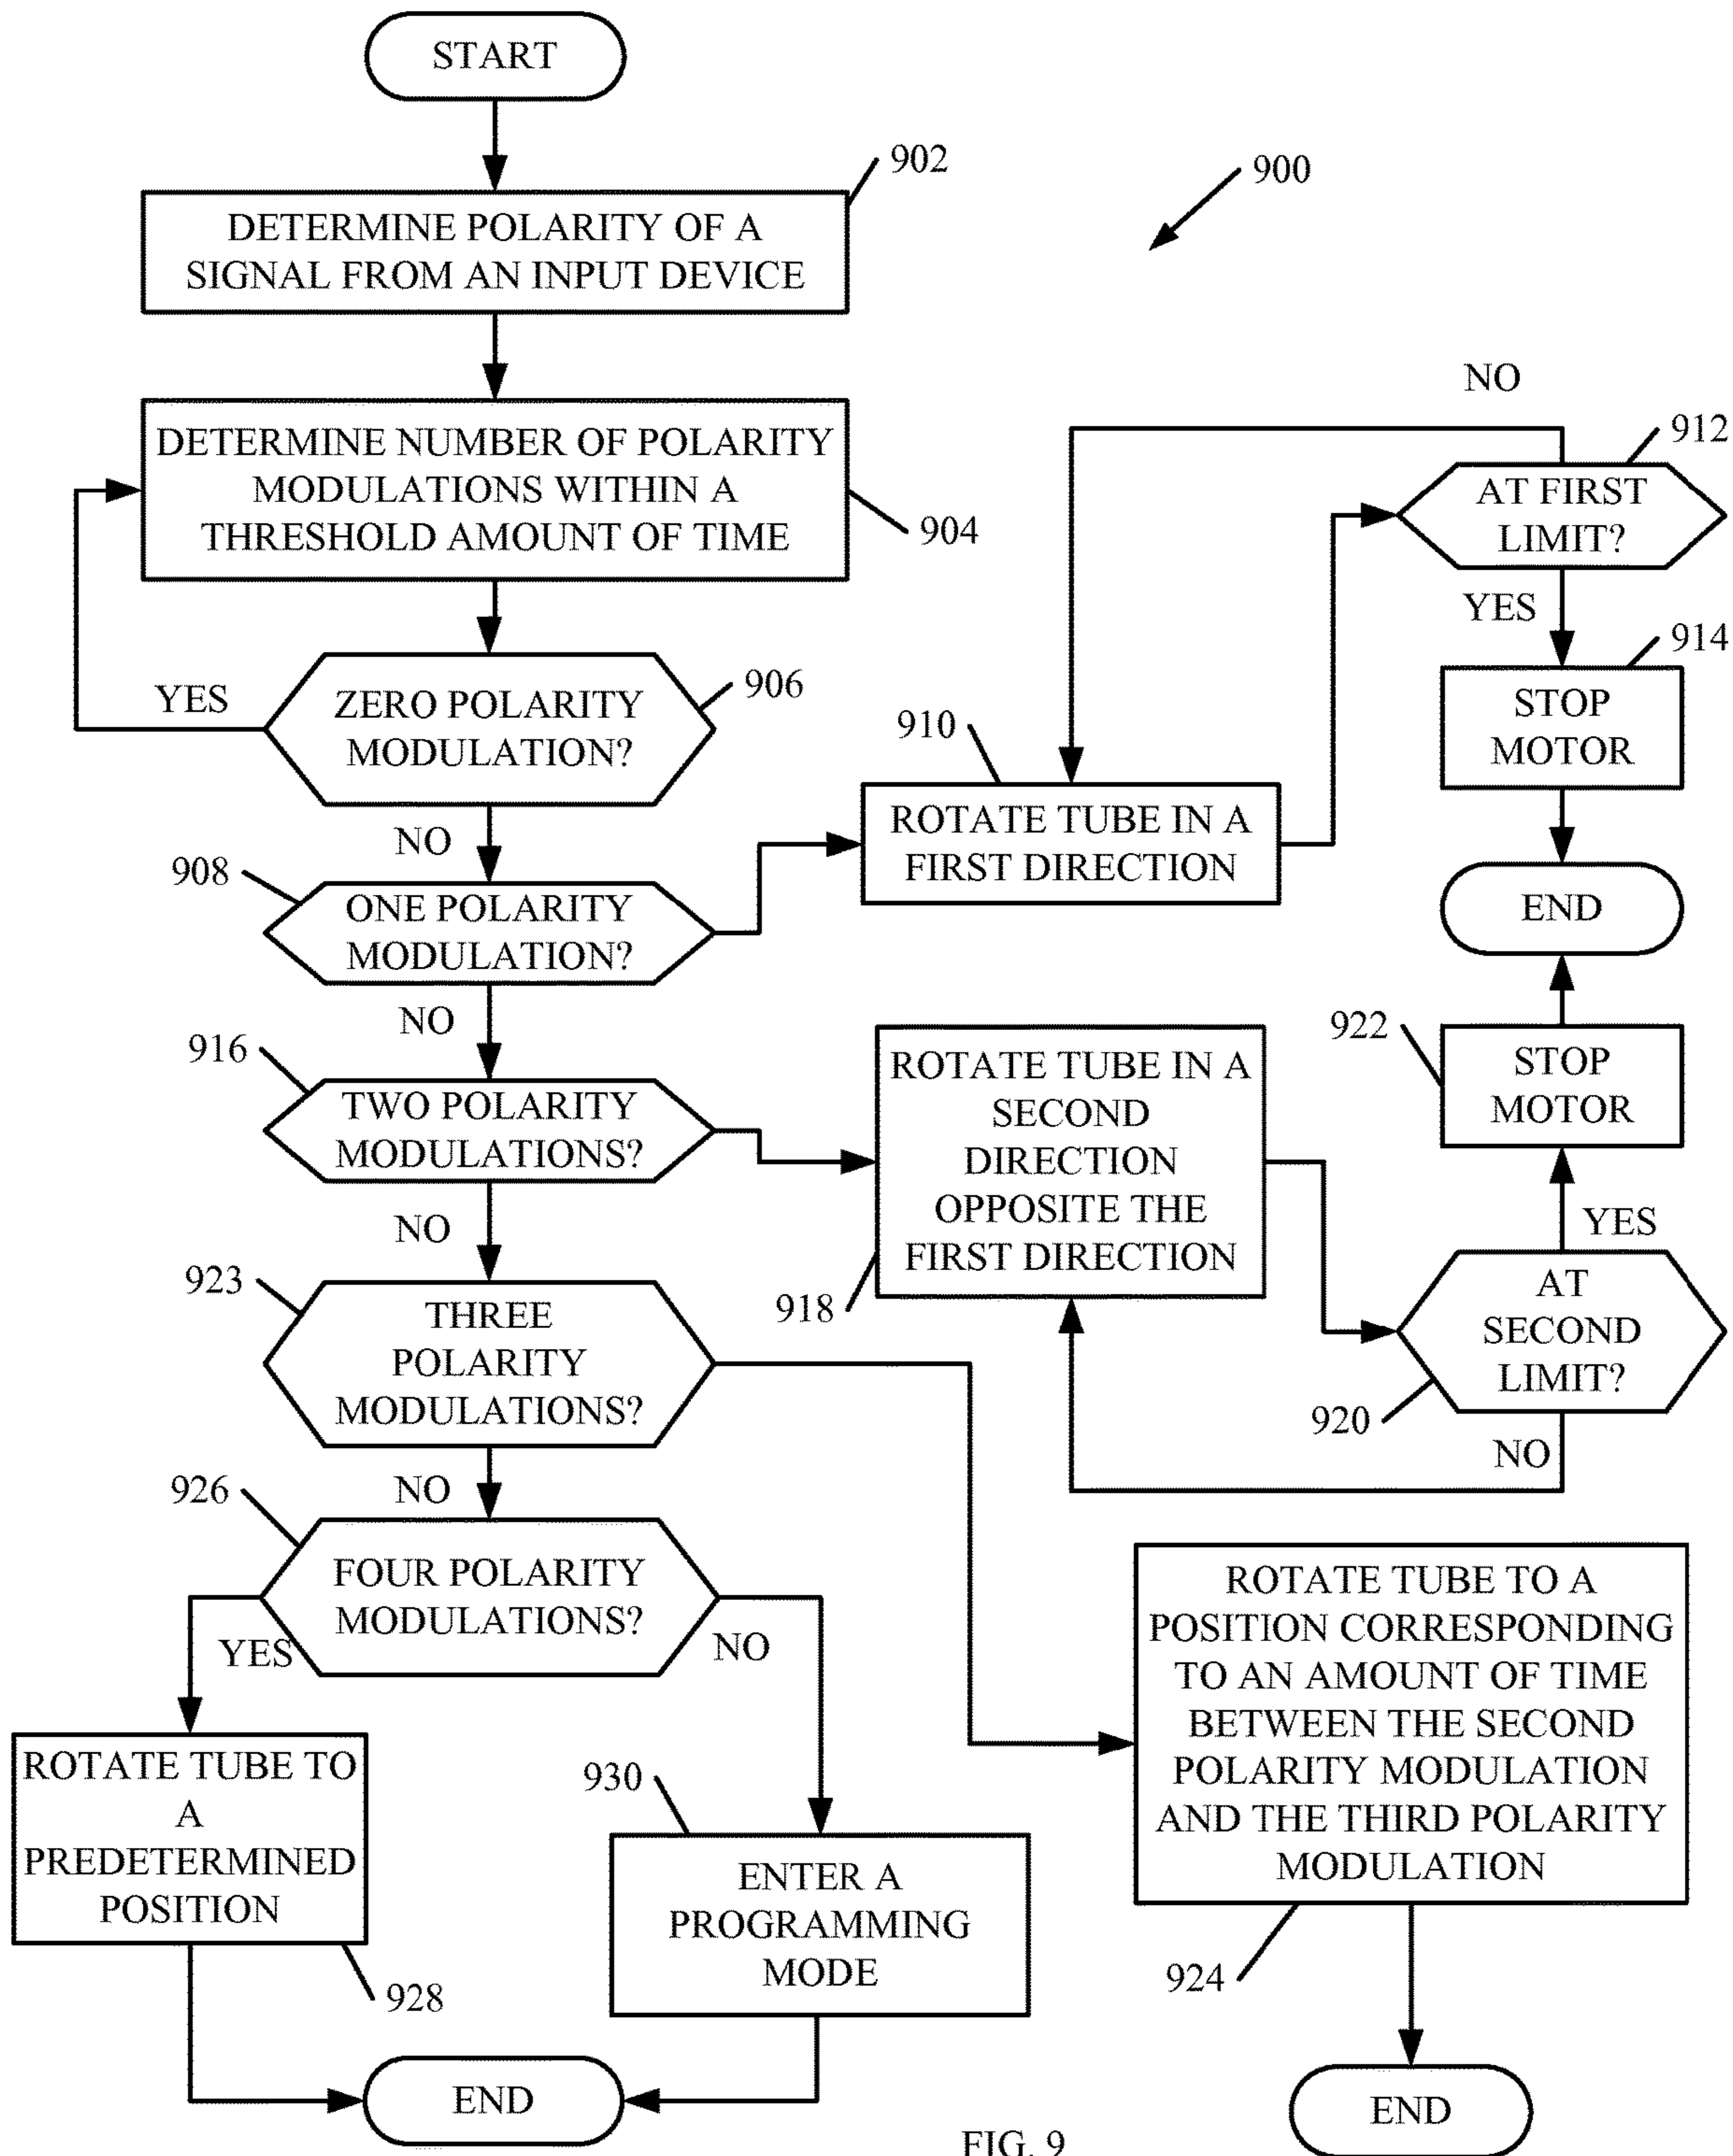 START
902
900
DETERMINE POLARITY OF A
SIGNAL FROM AN INPUT DEVICE
NO
912
DETERMINE NUMBER OF POLARITY
MODULATIONS WITHIN A
THRESHOLD AMOUNT OF TIME
904
AT FIRST
LIMIT?
YES
914
STOP
MOTOR
END
YES
ZERO POLARITY
MODULATION?
906
NO
910
ROTATE TUBE IN A
FIRST DIRECTION
908
ONE POLARITY
MODULATION?
NO
916
TWO POLARITY
MODULATIONS?
NO
ROTATE TUBE IN A
SECOND
DIRECTION
OPPOSITE THE
FIRST DIRECTION
918
922
STOP
MOTOR
YES
AT
SECOND
LIMIT?
920
NO
923
THREE
POLARITY
MODULATIONS?
NO
926
FOUR POLARITY
MODULATIONS?
YES
NO
ROTATE TUBE TO
A
PREDETERMINED
POSITION
928
930
ENTER A
PROGRAMMING
MODE
ROTATE TUBE TO A
POSITION CORRESPONDING
TO AN AMOUNT OF TIME
BETWEEN THE SECOND
POLARITY MODULATION
AND THE THIRD POLARITY
MODULATION
924
END
END
FIG. 9